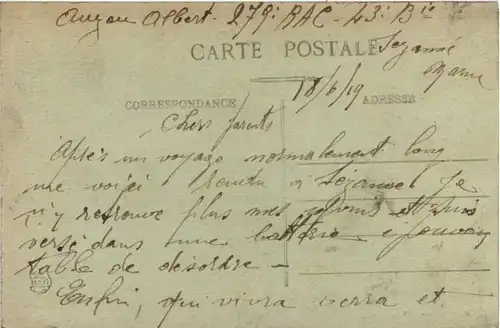 Auzou Albert. 279e RAC - 43e Bie
CARTE POSTALE
Sézanne
Marne
18/6/19
CORRESPONDANCE
ADRESSE
Chers parents
Après un voyage normalement long
me voici rendu à Sézanne je
n'y retrouve plus mes et suis
versé dans une batterie
table de désordre -
Enfin, qui vivra verra et